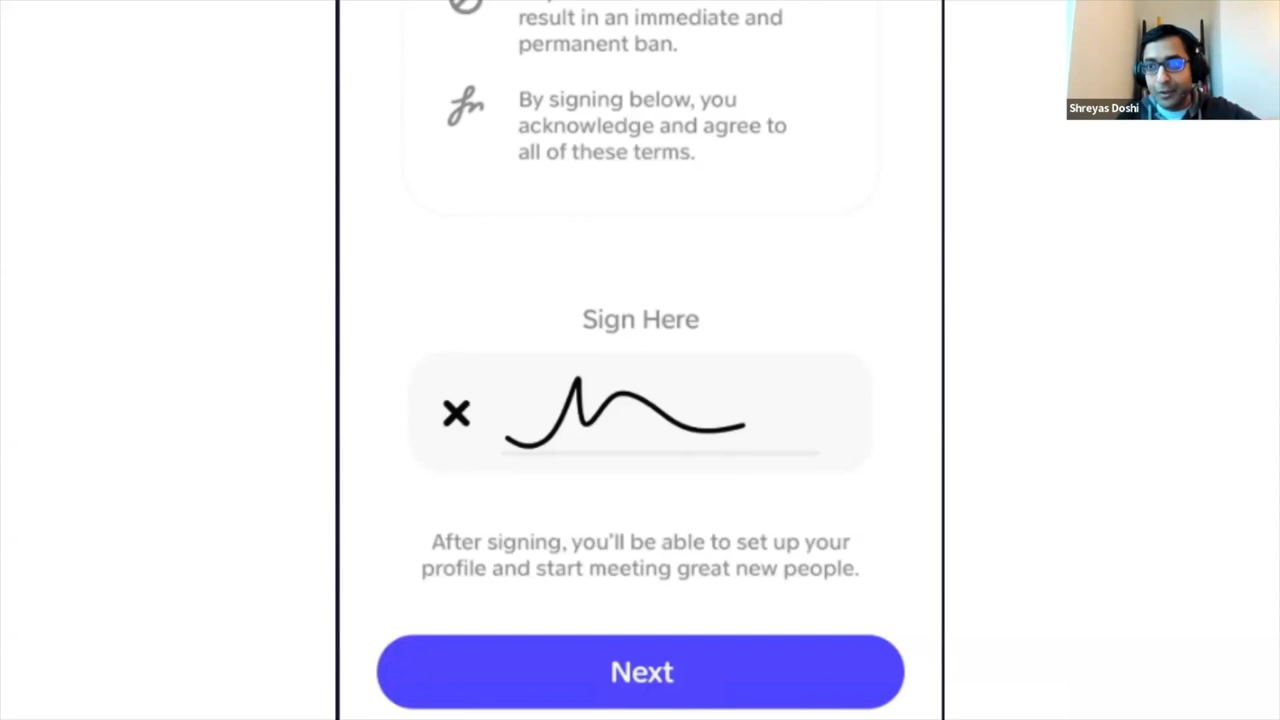 result in an immediate and
permanent ban.
By signing below, you
acknowledge and agree to
all of these terms.
Sign Here
After signing, you'll be able to set up your
profile and start meeting great new people.
Next
Shreyas Doshi